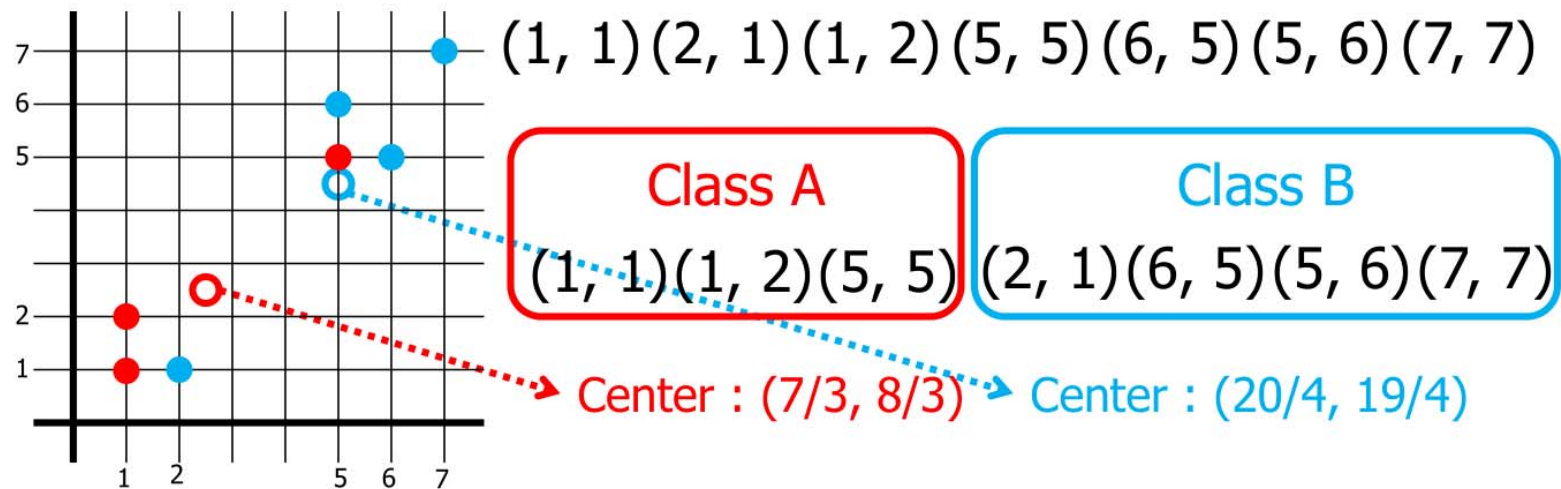 (1, 1)(2, 1)(1, 2)(5, 5)(6, 5)(5, 6)(7, 7)
7
6
5
2
1
1 2 5 6 7
Class A
(1, 1)(1, 2)(5, 5)
Center : (7/3, 8/3)
Class B
(2, 1)(6, 5)(5, 6)(7, 7)
Center : (20/4, 19/4)